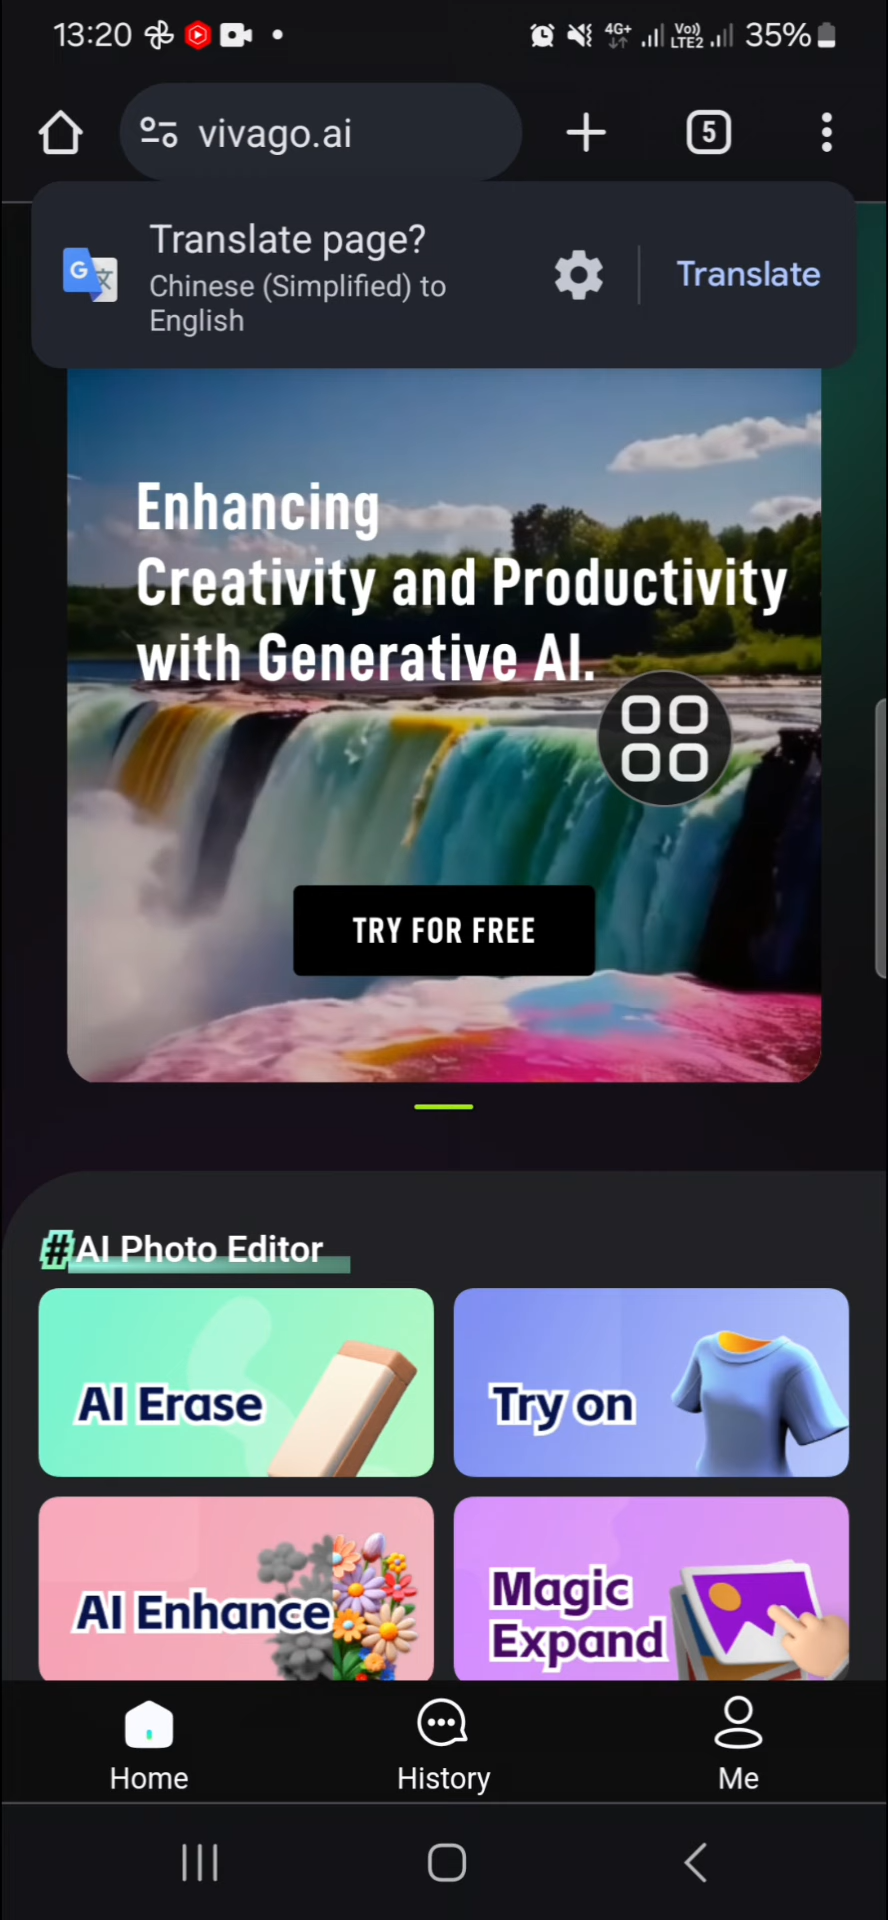 13:20 4G+ Vo)) LTE2 35%
vivago.ai 5
Translate page?
Chinese (Simplified) to
English
Translate
G 文
Enhancing
Creativity and Productivity
with Generative AI.
TRY FOR FREE
#AI Photo Editor
AI Erase
Try on
AI Enhance
Magic
Expand
Home History Me